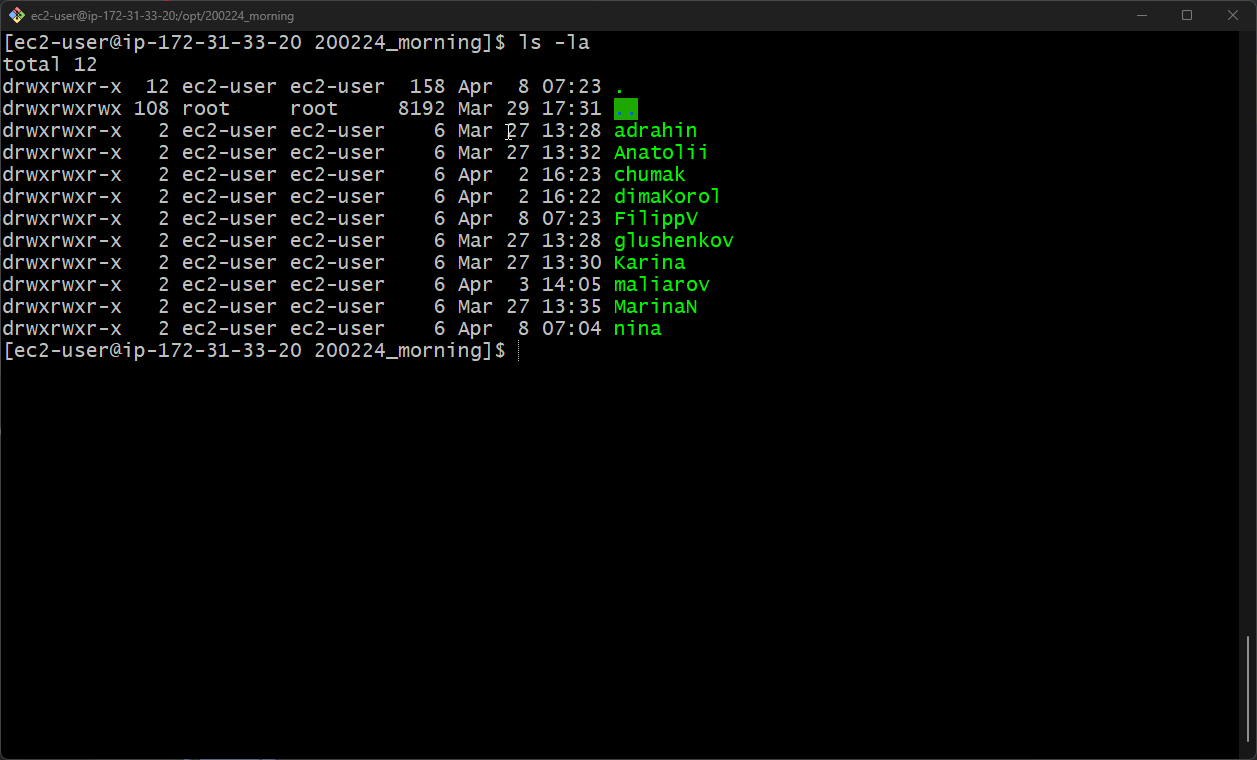 ec2-user@ip-172-31-33-20:/opt/200224_morning
[ec2-user@ip-172-31-33-20 200224_morning]$ ls -la
total 12
drwxrwxr-x  12 ec2-user ec2-user  158 Apr  8 07:23 .
drwxrwxrwx 108 root     root     8192 Mar 29 17:31 ..
drwxrwxr-x   2 ec2-user ec2-user    6 Mar 27 13:28 adrahin
drwxrwxr-x   2 ec2-user ec2-user    6 Mar 27 13:32 Anatolii
drwxrwxr-x   2 ec2-user ec2-user    6 Apr  2 16:23 chumak
drwxrwxr-x   2 ec2-user ec2-user    6 Apr  2 16:22 dimaKorol
drwxrwxr-x   2 ec2-user ec2-user    6 Apr  8 07:23 FilippV
drwxrwxr-x   2 ec2-user ec2-user    6 Mar 27 13:28 glushenkov
drwxrwxr-x   2 ec2-user ec2-user    6 Mar 27 13:30 Karina
drwxrwxr-x   2 ec2-user ec2-user    6 Apr  3 14:05 maliarov
drwxrwxr-x   2 ec2-user ec2-user    6 Mar 27 13:35 MarinaN
drwxrwxr-x   2 ec2-user ec2-user    6 Apr  8 07:04 nina
[ec2-user@ip-172-31-33-20 200224_morning]$